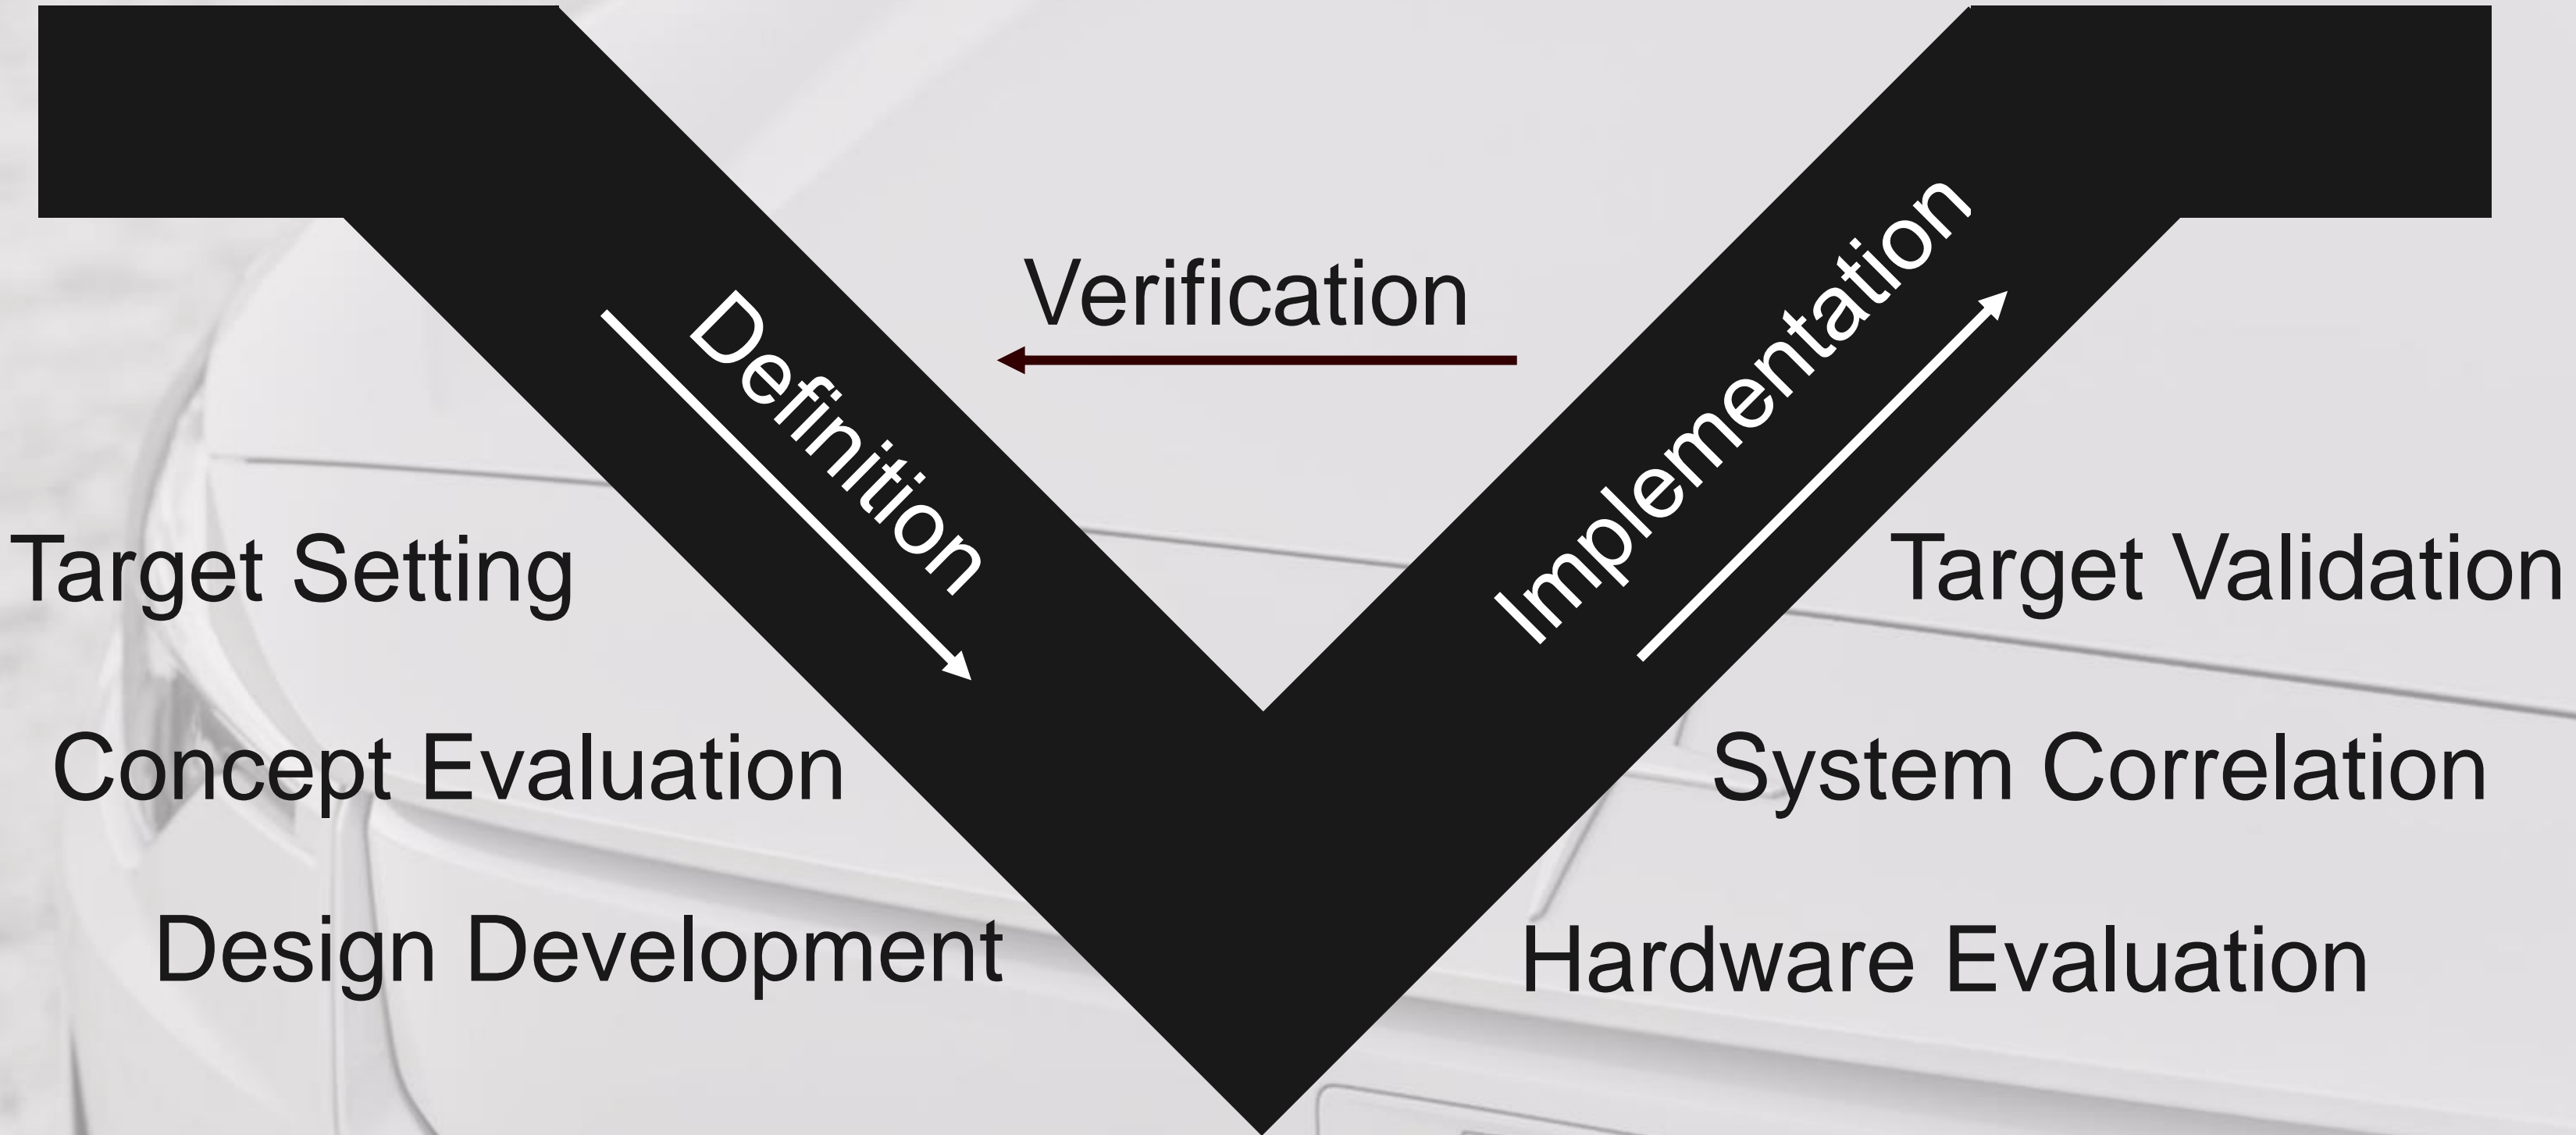 Verification
Definition
Implementation
Target Setting
Target Validation
Concept Evaluation
System Correlation
Design Development
Hardware Evaluation